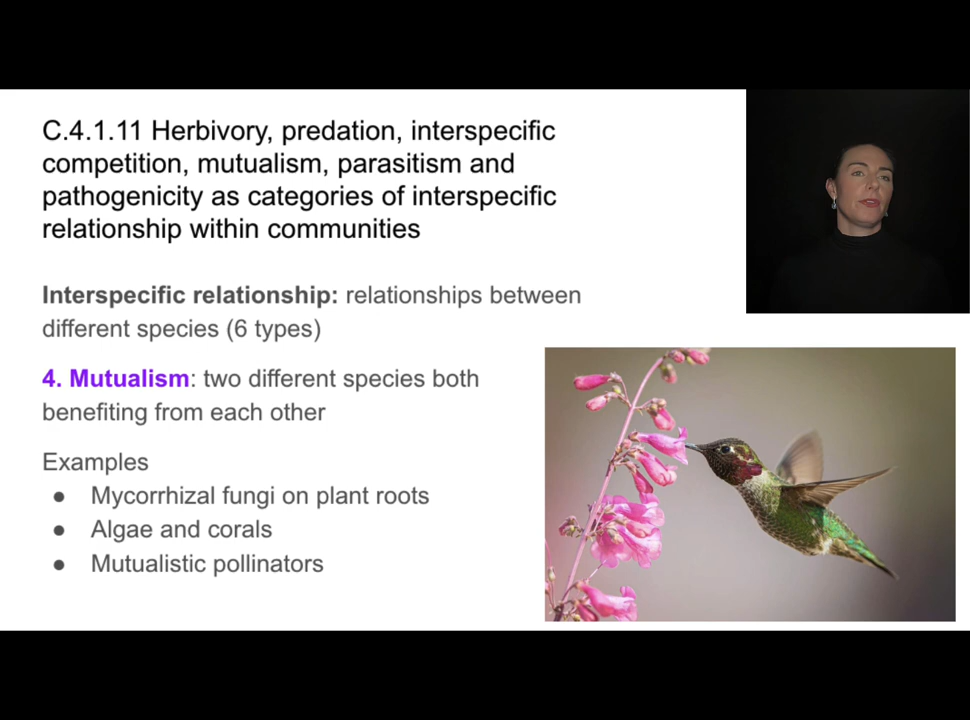 C.4.1.11 Herbivory, predation, interspecific
competition, mutualism, parasitism and
pathogenicity as categories of interspecific
relationship within communities
Interspecific relationship: relationships between
different species (6 types)
4. Mutualism: two different species both
benefiting from each other
Examples
● Mycorrhizal fungi on plant roots
● Algae and corals
● Mutualistic pollinators